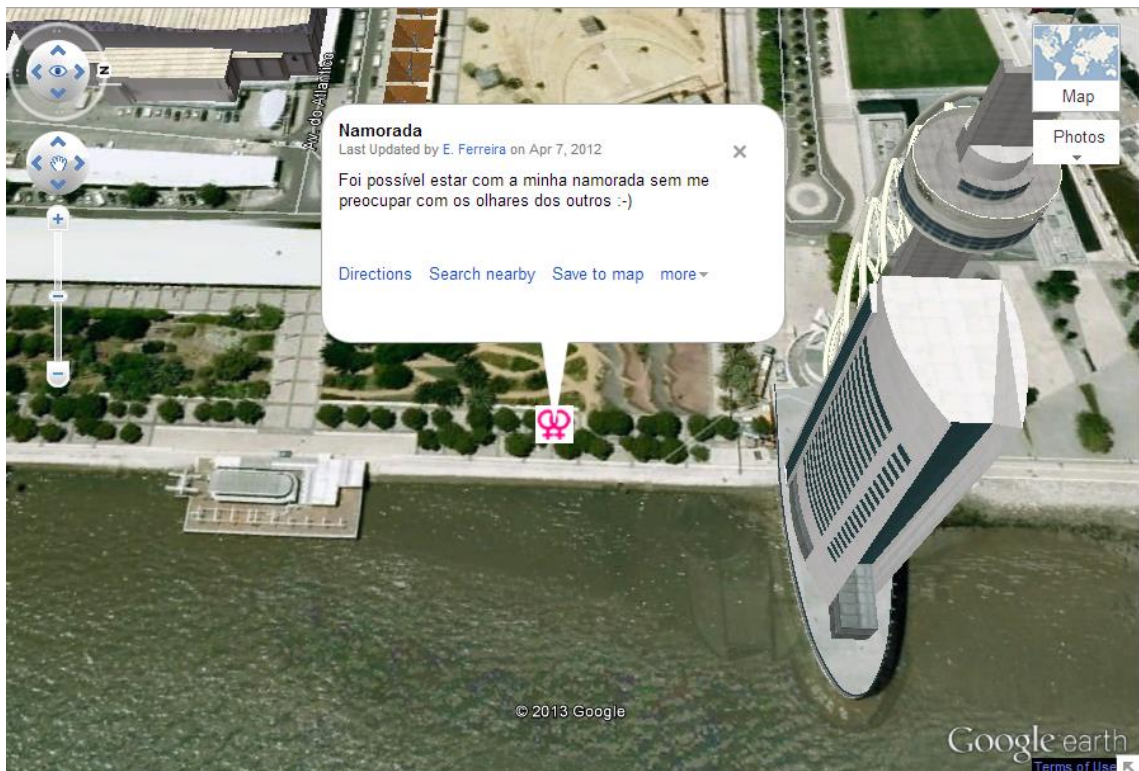 N
Av. do Atlantico
Map
Photos
Namorada
Last Updated by E. Ferreira on Apr 7, 2012
Foi possível estar com a minha namorada sem me
preocupar com os olhares dos outros :-)
Directions Search nearby Save to map more
© 2013 Google
Google earth
Terms of Use